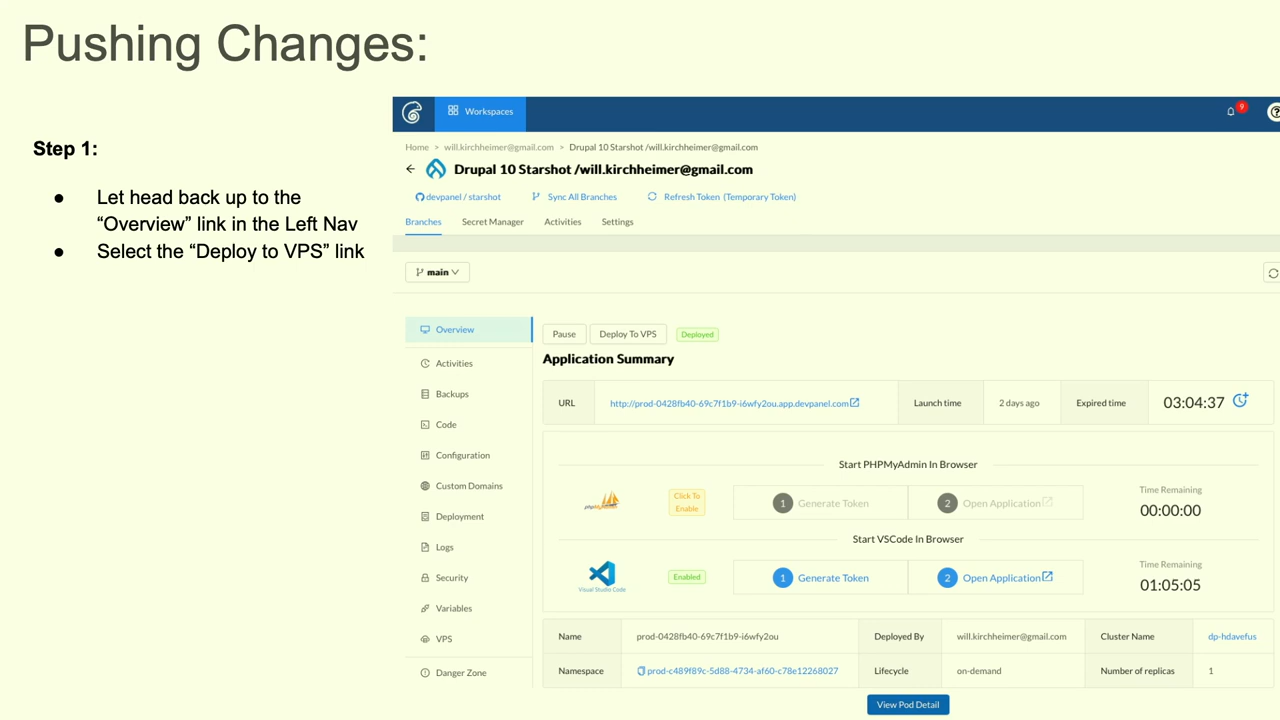 Pushing Changes:
Step 1:
● Let head back up to the
“Overview” link in the Left Nav
● Select the “Deploy to VPS” link
Workspaces
9
Home > will.kirchheimer@gmail.com > Drupal 10 Starshot /will.kirchheimer@gmail.com
Drupal 10 Starshot /will.kirchheimer@gmail.com
devpanel / starshot Sync All Branches Refresh Token (Temporary Token)
Branches Secret Manager Activities Settings
main
Overview
Activities
Backups
Code
Configuration
Custom Domains
Deployment
Logs
Security
Variables
VPS
Danger Zone
Pause Deploy To VPS Deployed
Application Summary
URL http://prod-0428fb40-69c7f1b9-i6wfy2ou.app.devpanel.com Launch time 2 days ago Expired time 03:04:37
Start PHPMyAdmin In Browser
Click To
Enable
1 Generate Token 2 Open Application
Time Remaining
00:00:00
Start VSCode In Browser
Visual Studio Code
Enabled
1 Generate Token 2 Open Application
Time Remaining
01:05:05
Name prod-0428fb40-69c7f1b9-i6wfy2ou Deployed By will.kirchheimer@gmail.com Cluster Name dp-hdavefus
Namespace prod-c489f89c-5d88-4734-af60-c78e12268027 Lifecycle on-demand Number of replicas 1
View Pod Detail